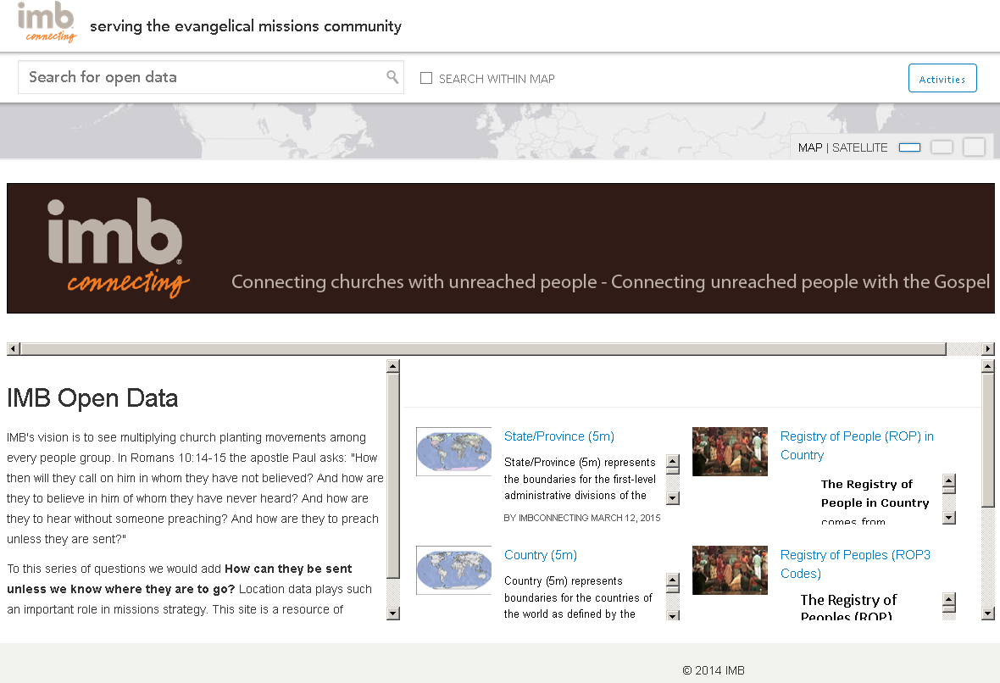 imb
connecting
serving the evangelical missions community
Search for open data
SEARCH WITHIN MAP
Activities
MAP | SATELLITE
imb®
connecting
Connecting churches with unreached people - Connecting unreached people with the Gospel
IMB Open Data
IMB's vision is to see multiplying church planting movements among
every people group. In Romans 10:14-15 the apostle Paul asks: "How
then will they call on him in whom they have not believed? And how are
they to believe in him of whom they have never heard? And how are
they to hear without someone preaching? And how are they to preach
unless they are sent?"
To this series of questions we would add How can they be sent
unless we know where they are to go? Location data plays such
an important role in missions strategy. This site is a resource of
State/Province (5m)
State/Province (5m) represents
the boundaries for the first-level
administrative divisions of the
BY IMBCONNECTING MARCH 12, 2015
Registry of People (ROP) in
Country
The Registry of
People in Country
comes from
Country (5m)
Country (5m) represents
boundaries for the countries of
the world as defined by the
Registry of Peoples (ROP3
Codes)
The Registry of
Peoples (ROP)
© 2014 IMB